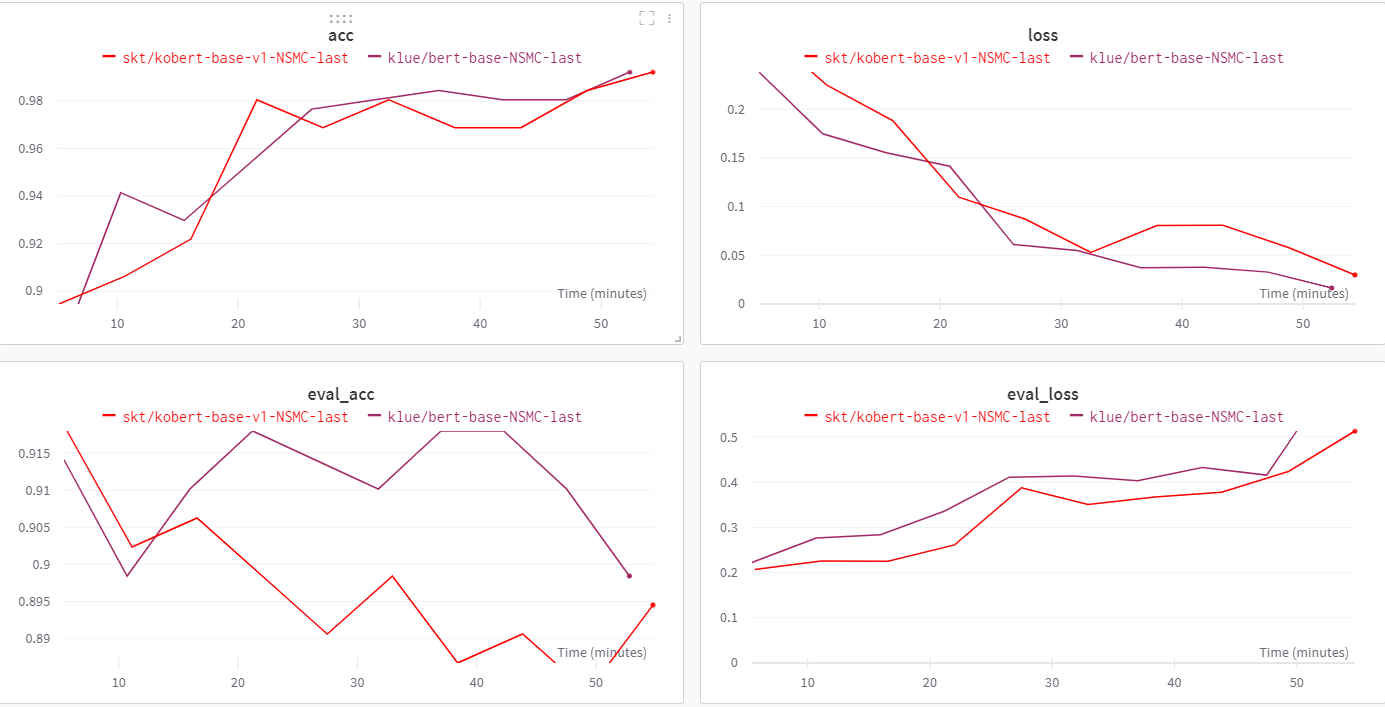 acc
skt/kobert-base-v1-NSMC-last klue/bert-base-NSMC-last
0.98
0.96
0.94
0.92
0.9
Time (minutes)
10 20 30 40 50
loss
skt/kobert-base-v1-NSMC-last klue/bert-base-NSMC-last
0.2
0.15
0.1
0.05
0
Time (minutes)
10 20 30 40 50
eval_acc
skt/kobert-base-v1-NSMC-last klue/bert-base-NSMC-last
0.915
0.91
0.905
0.9
0.895
0.89
Time (minutes)
10 20 30 40 50
eval_loss
skt/kobert-base-v1-NSMC-last klue/bert-base-NSMC-last
0.5
0.4
0.3
0.2
0.1
0
Time (minutes)
10 20 30 40 50